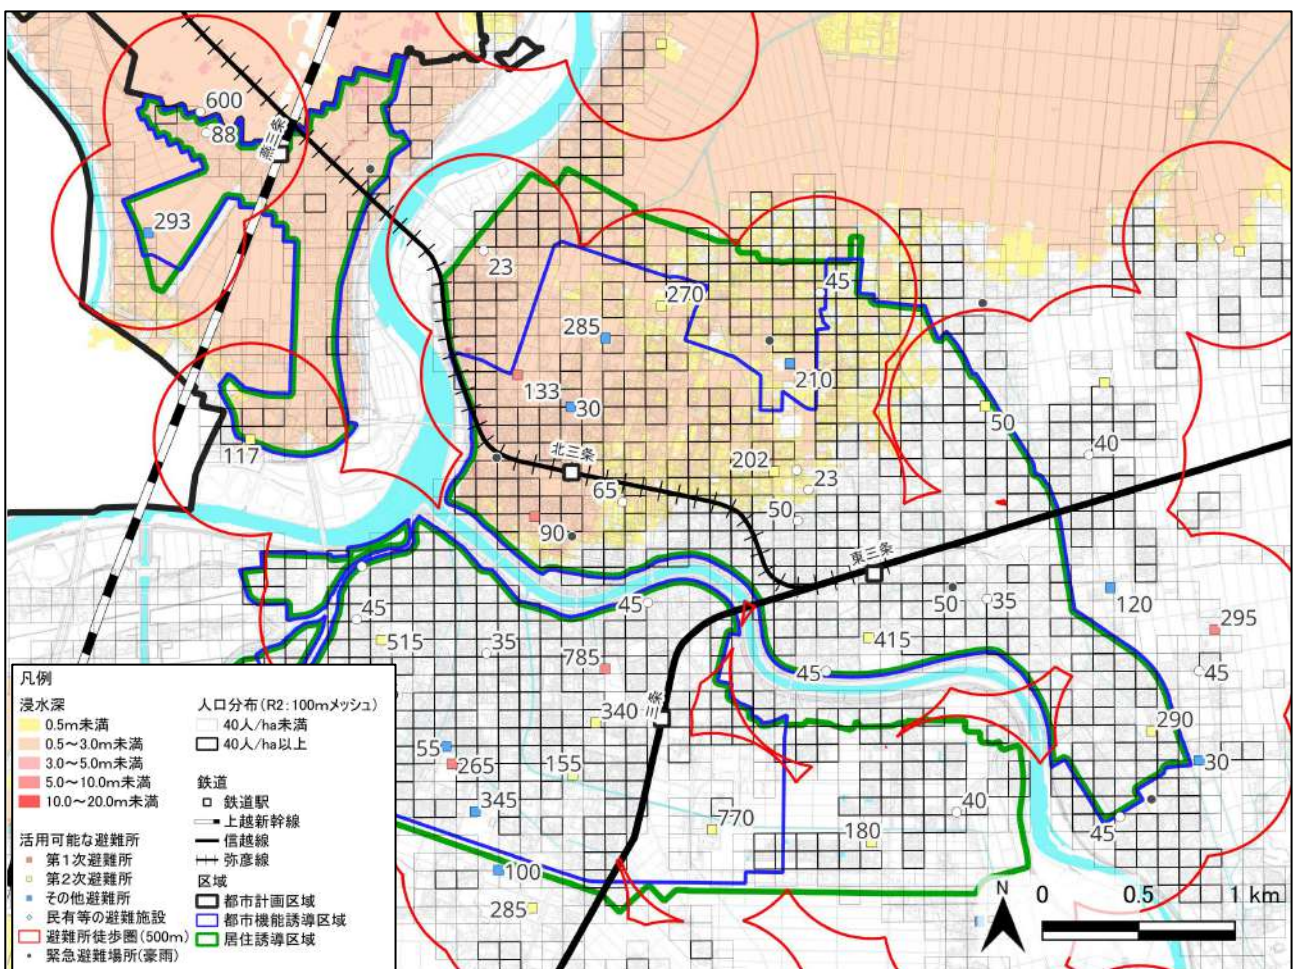 600
88
燕三条
293
23
270
45
285
210
133
30
50
40
117
北三条
202
65
23
50
90
東三条
45
50
35
120
45
295
515
35
415
785
45
45
三条
340
290
55
155
30
265
345
770
40
180
45
100
285
N
0 0.5 1 km
凡例
浸水深
0.5m未満
0.5～3.0m未満
3.0～5.0m未満
5.0～10.0m未満
10.0～20.0m未満
活用可能な避難所
第１次避難所
第２次避難所
その他避難所
民有等の避難施設
避難所徒歩圏(500m)
緊急避難場所(豪雨)
人口分布(R2:100mメッシュ)
40人/ha未満
40人/ha以上
鉄道
鉄道駅
上越新幹線
信越線
弥彦線
区域
都市計画区域
都市機能誘導区域
居住誘導区域